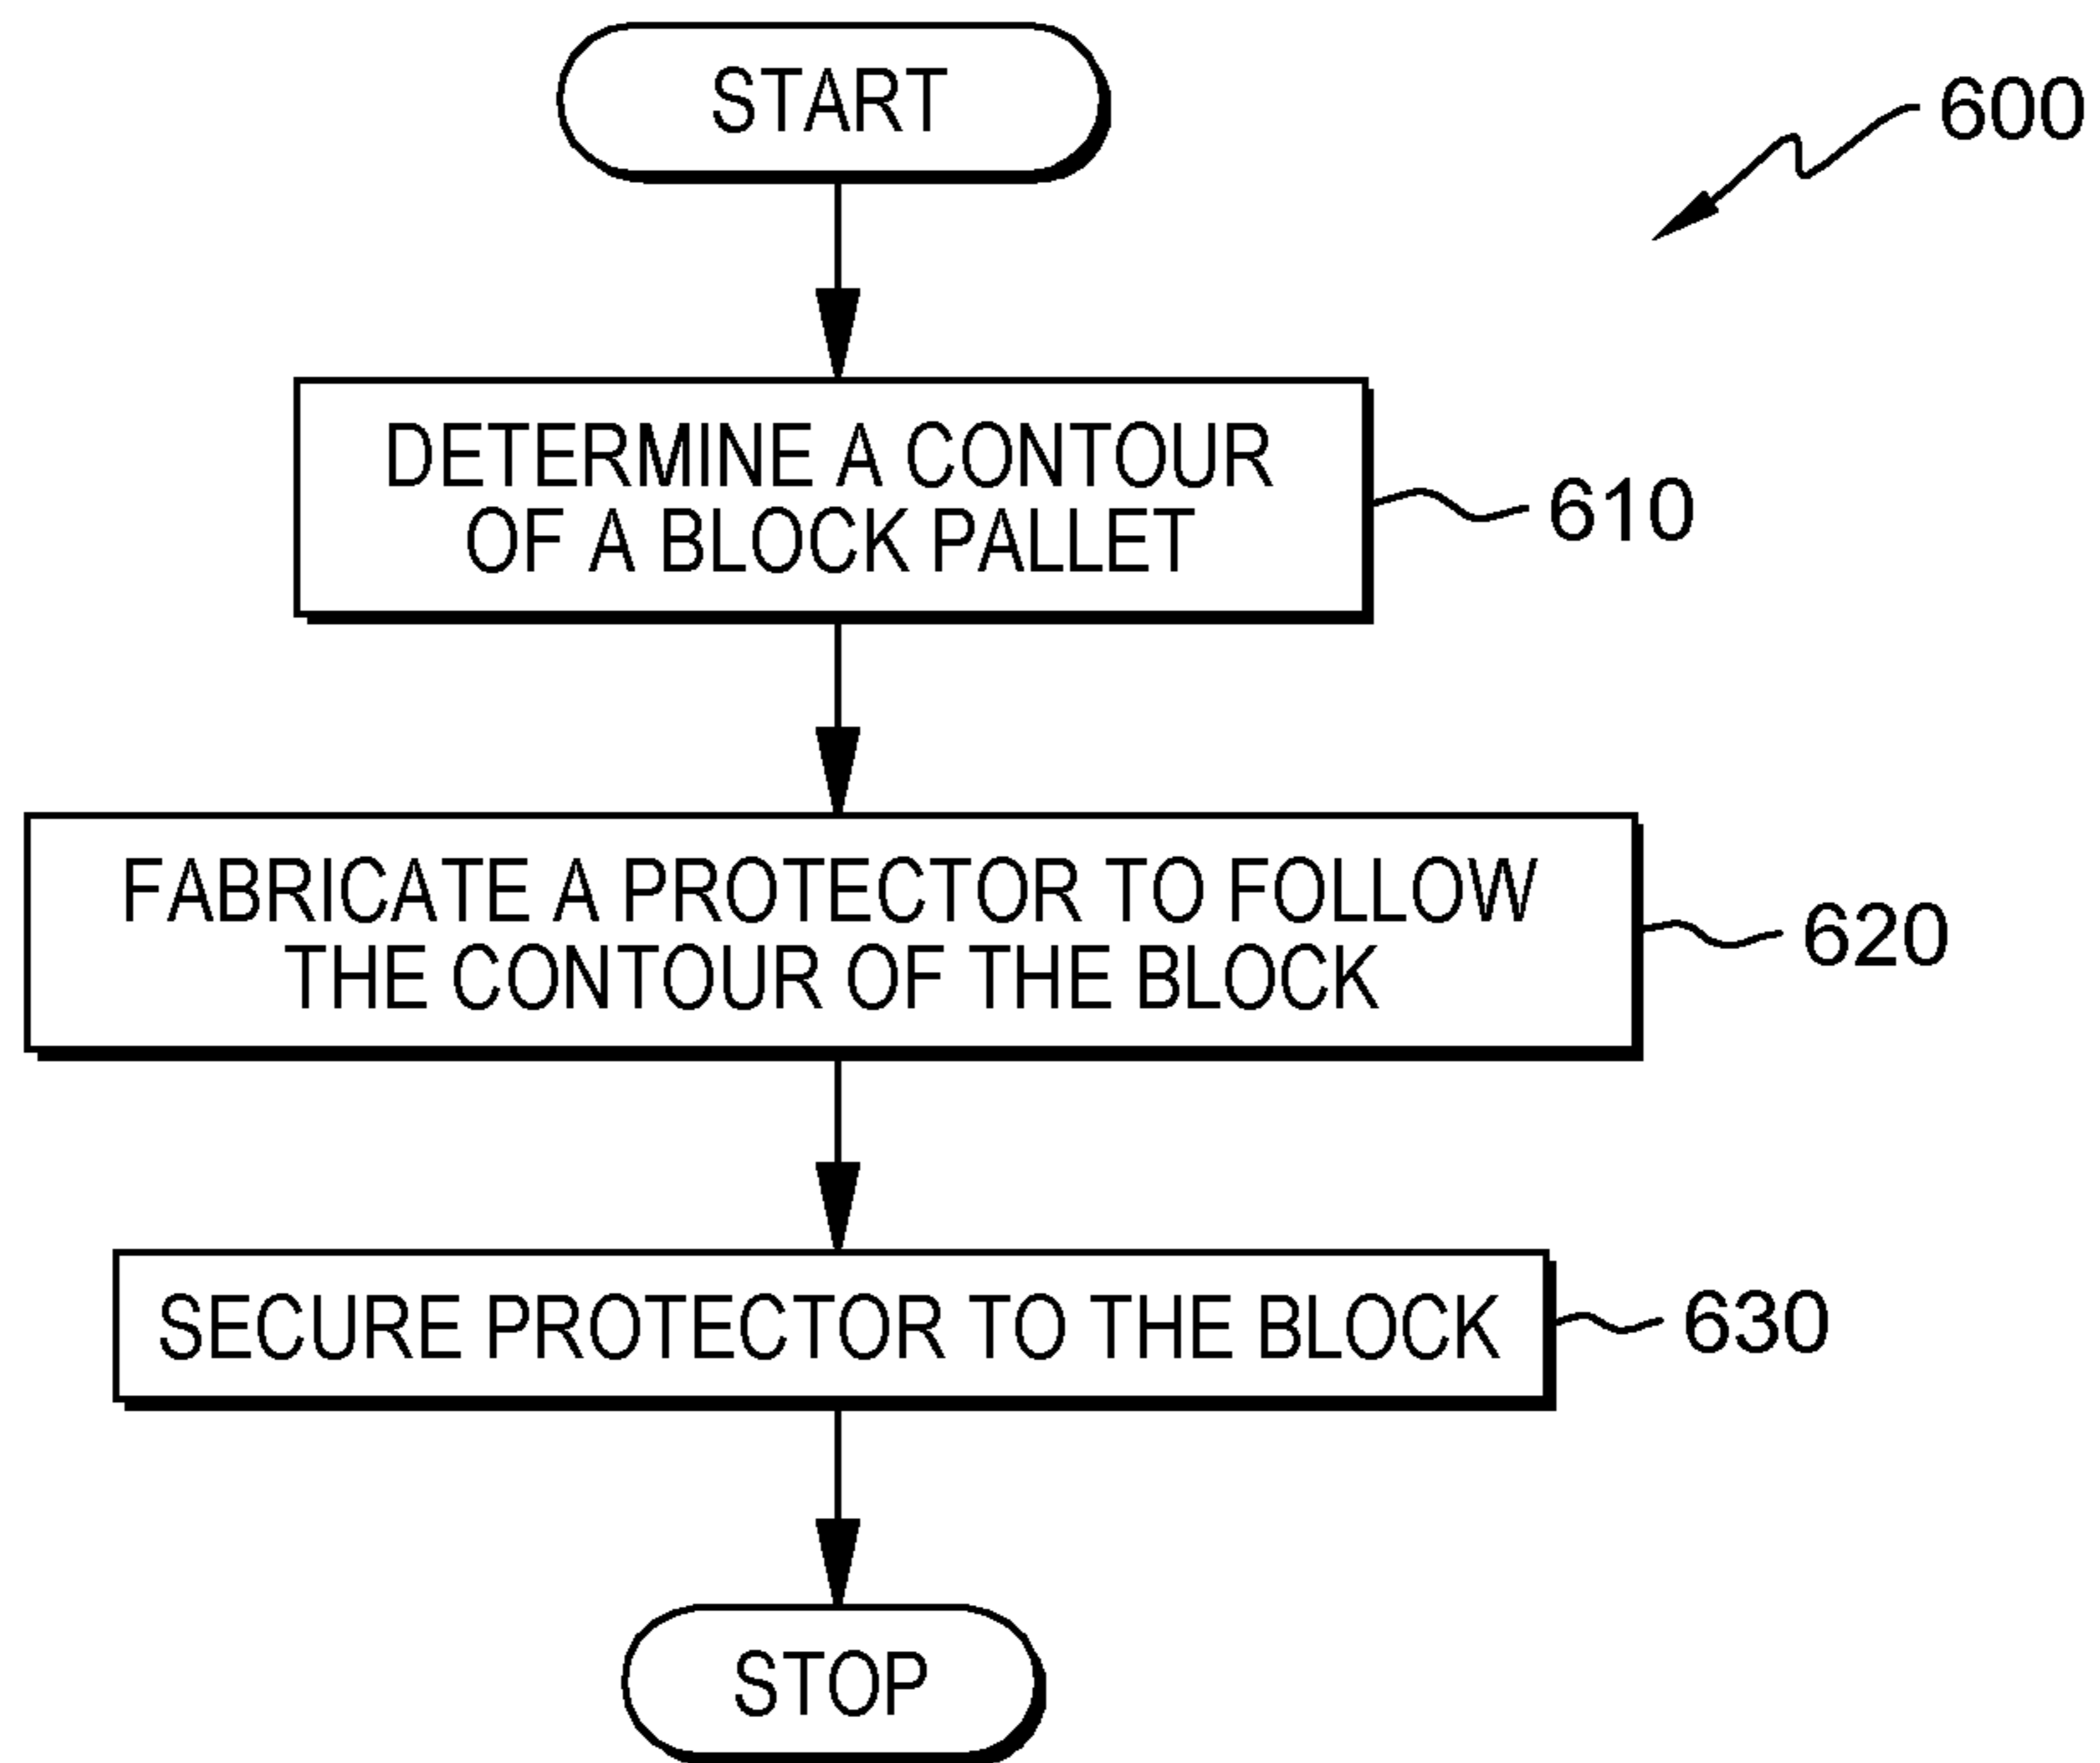 START
600
DETERMINE A CONTOUR
OF A BLOCK PALLET
610
FABRICATE A PROTECTOR TO FOLLOW
THE CONTOUR OF THE BLOCK
620
SECURE PROTECTOR TO THE BLOCK
630
STOP